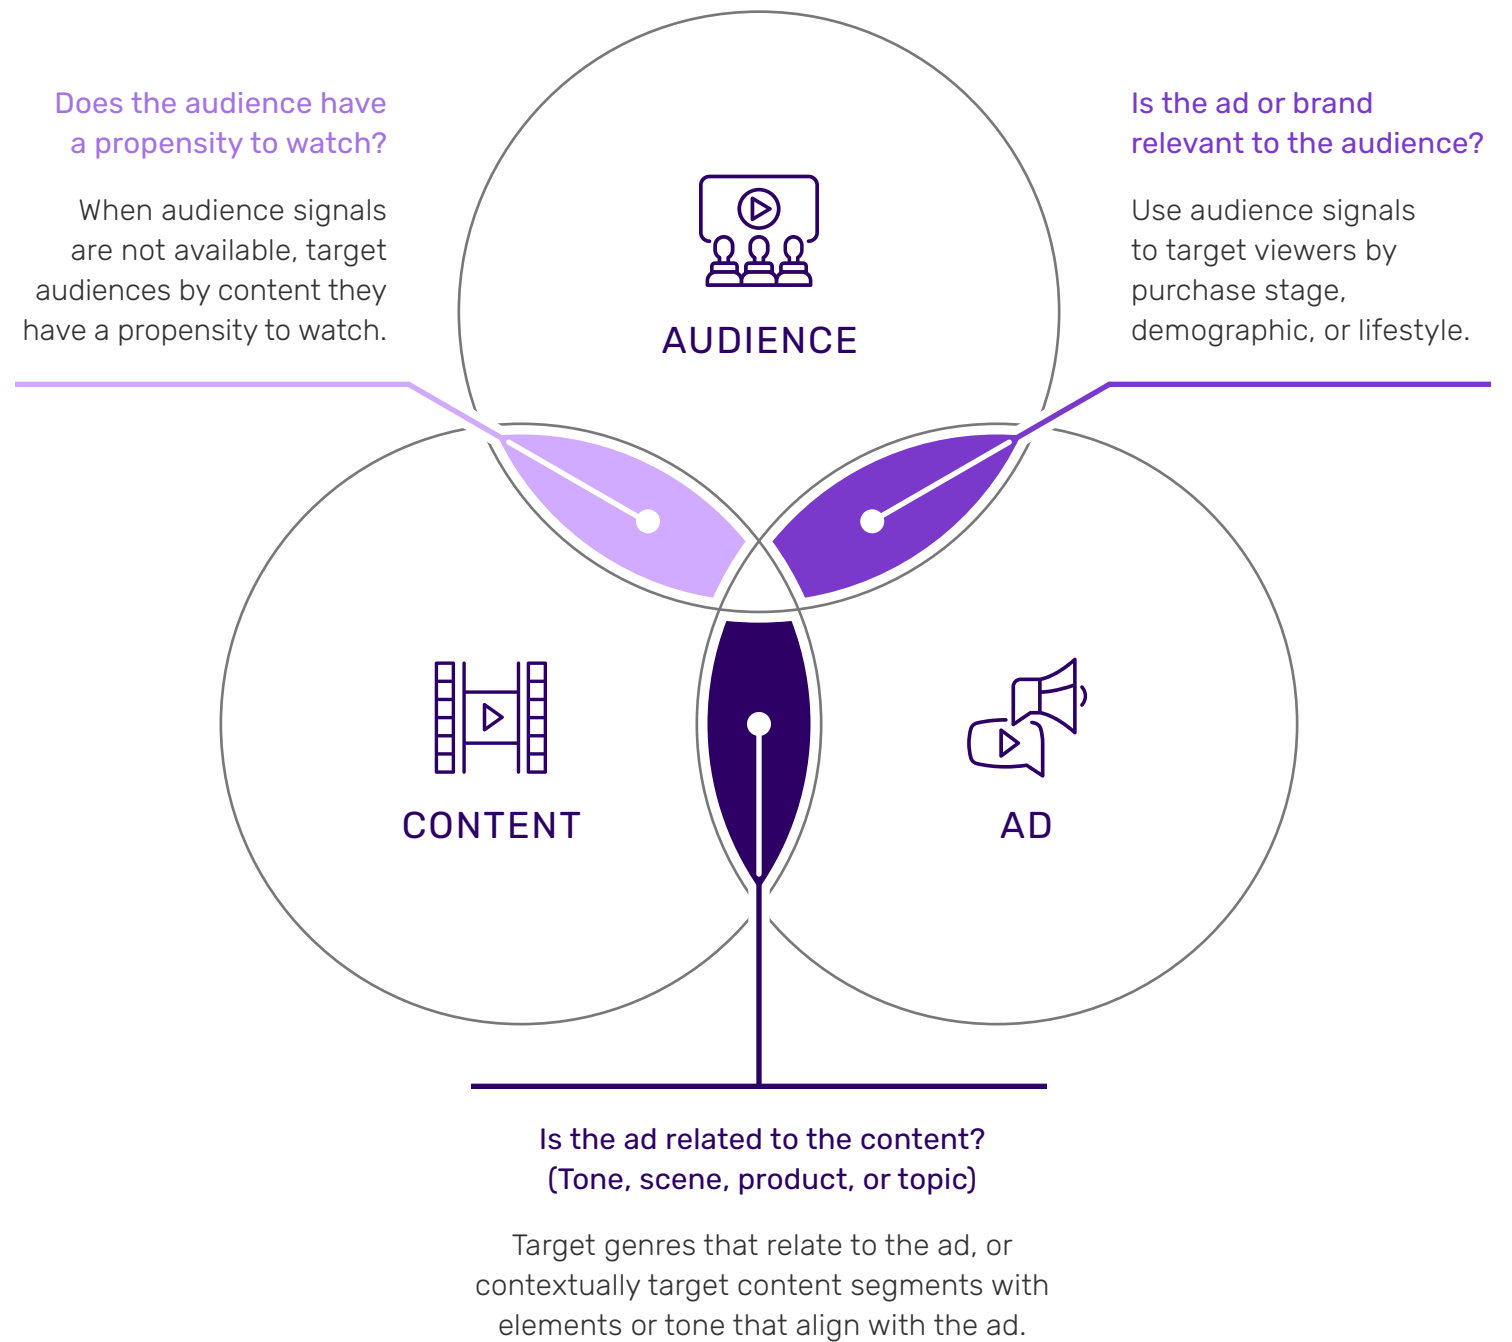 Does the audience have
a propensity to watch?
When audience signals
are not available, target
audiences by content they
have a propensity to watch.
Is the ad or brand
relevant to the audience?
Use audience signals
to target viewers by
purchase stage,
demographic, or lifestyle.
AUDIENCE
CONTENT
AD
Is the ad related to the content?
(Tone, scene, product, or topic)
Target genres that relate to the ad, or
contextually target content segments with
elements or tone that align with the ad.